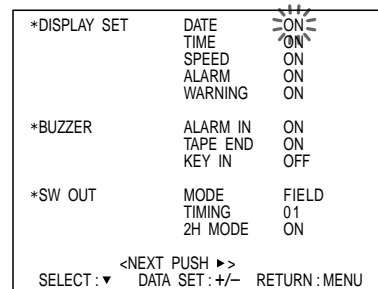 *DISPLAY SET DATE ON
TIME ON
SPEED ON
ALARM ON
WARNING ON
*BUZZER ALARM IN ON
TAPE END ON
KEY IN OFF
*SW OUT MODE FIELD
TIMING 01
2H MODE ON
<NEXT PUSH ►>
SELECT:▼ DATA SET:+/– RETURN:MENU